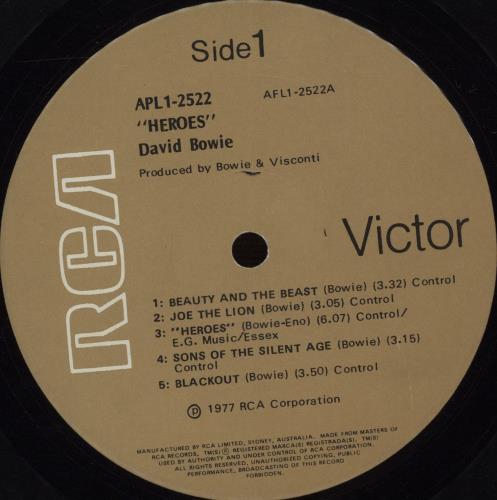 Side 1
APL1-2522 AFL1-2522A
"HEROES"
David Bowie
Produced by Bowie & Visconti
RCA
Victor
1: BEAUTY AND THE BEAST (Bowie) (3.32) Control
2: JOE THE LION (Bowie) (3.05) Control
3: "HEROES" (Bowie-Eno) (6.07) Control/
E.G. Music/Essex
4: SONS OF THE SILENT AGE (Bowie) (3.15)
Control
5: BLACKOUT (Bowie) (3.50) Control
℗ 1977 RCA Corporation
MANUFACTURED BY RCA LIMITED, SYDNEY, AUSTRALIA. MADE FROM MASTERS OF
RCA RECORDS, TM(S) ® REGISTERED MARCA(S) REGISTRADA(S), TM(S)
USED BY AUTHORITY AND UNDER CONTROL OF RCA CORPORATION.
ALL RIGHTS RESERVED, UNAUTHORIZED COPYING, PUBLIC
PERFORMANCE, BROADCASTING OF THIS RECORD
FORBIDDEN.